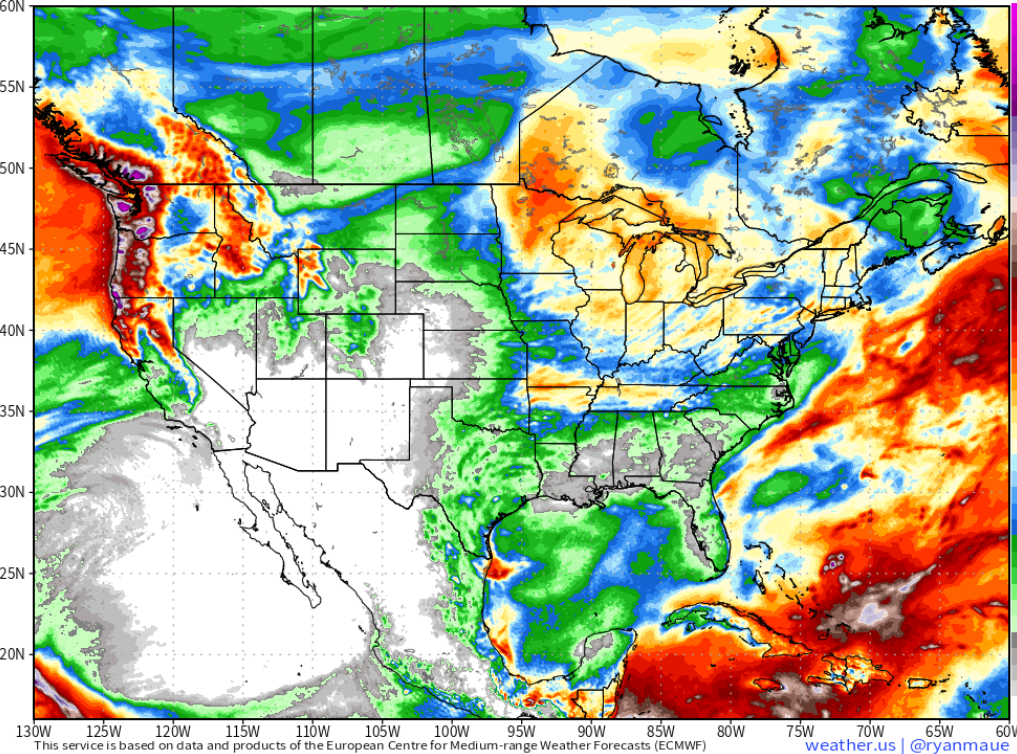 60N
55N
50N
45N
40N
35N
30N
25N
20N
130W 125W 120W 115W 110W 105W 100W 95W 90W 85W 80W 75W 70W 65W 60W
This service is based on data and products of the European Centre for Medium-range Weather Forecasts (ECMWF)
weather.us | @ryanmaue